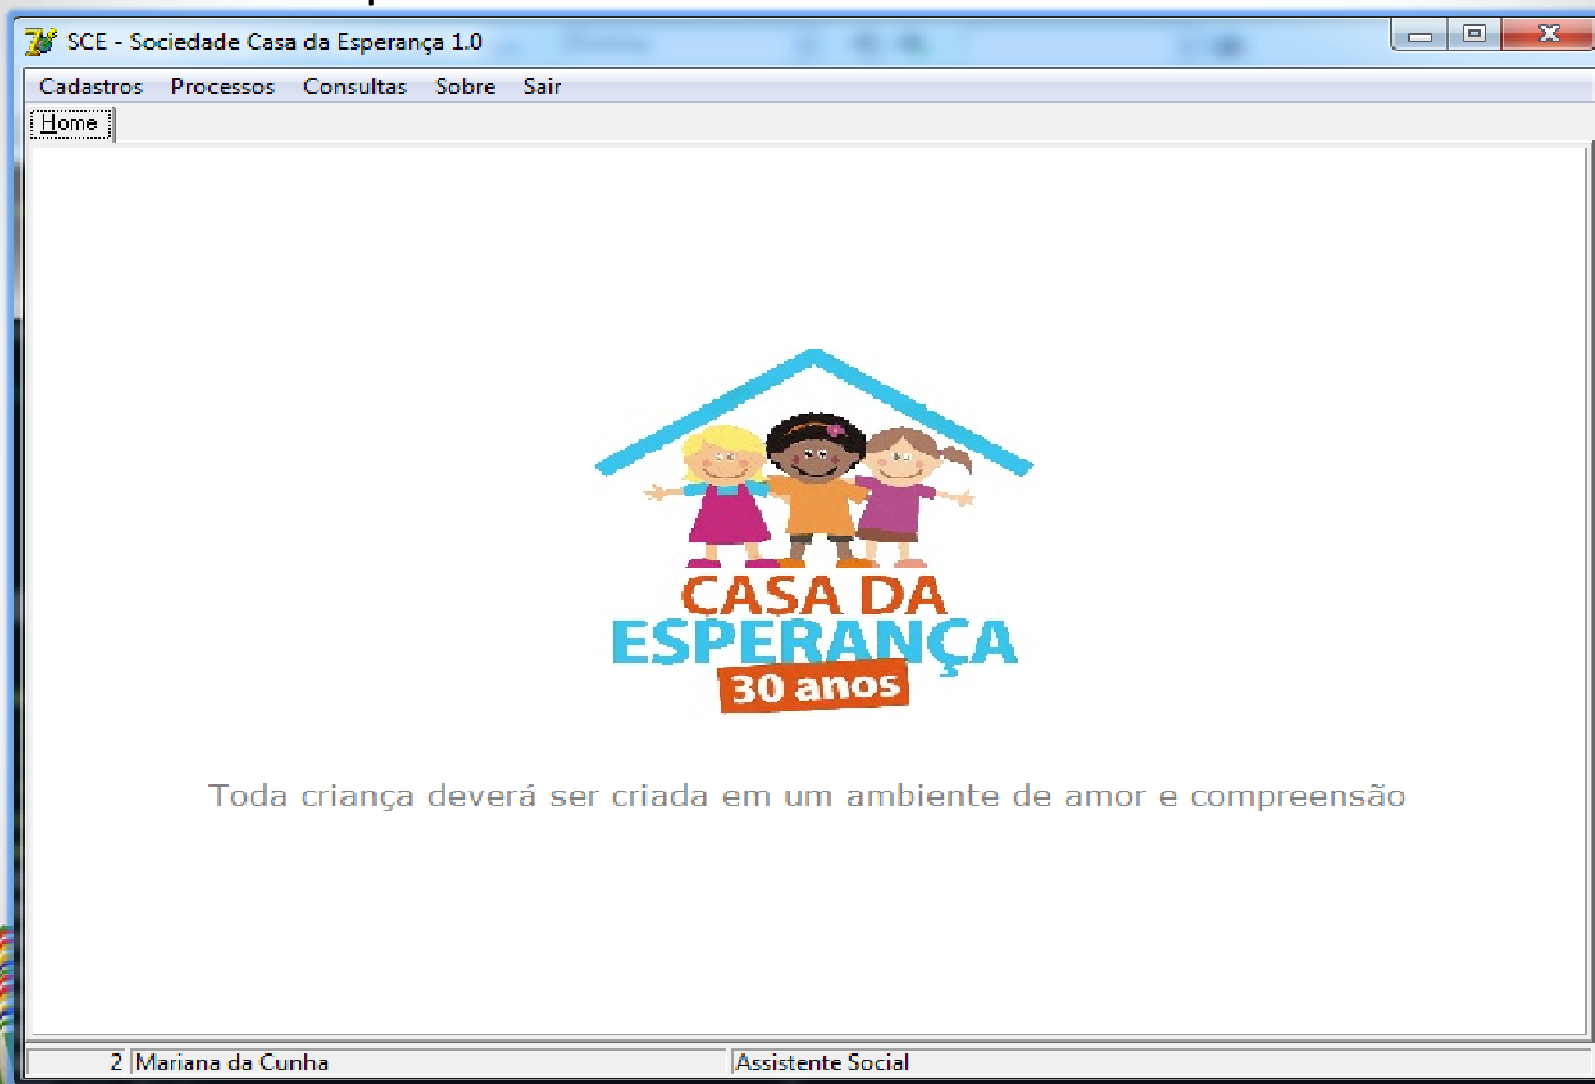 SCE - Sociedade Casa da Esperança 1.0
Cadastros Processos Consultas Sobre Sair
Home
CASA DA
ESPERANÇA
30 anos
Toda criança deverá ser criada em um ambiente de amor e compreensão
2 Mariana da Cunha Assistente Social